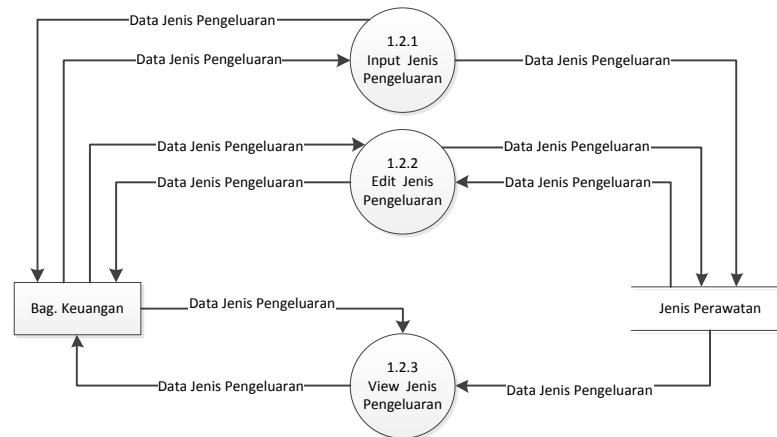 Data Jenis Pengeluaran
1.2.1
Input Jenis
Pengeluaran
Data Jenis Pengeluaran
Data Jenis Pengeluaran
Data Jenis Pengeluaran
1.2.2
Edit Jenis
Pengeluaran
Data Jenis Pengeluaran
Data Jenis Pengeluaran
Data Jenis Pengeluaran
Bag. Keuangan
Data Jenis Pengeluaran
Jenis Perawatan
1.2.3
View Jenis
Pengeluaran
Data Jenis Pengeluaran
Data Jenis Pengeluaran